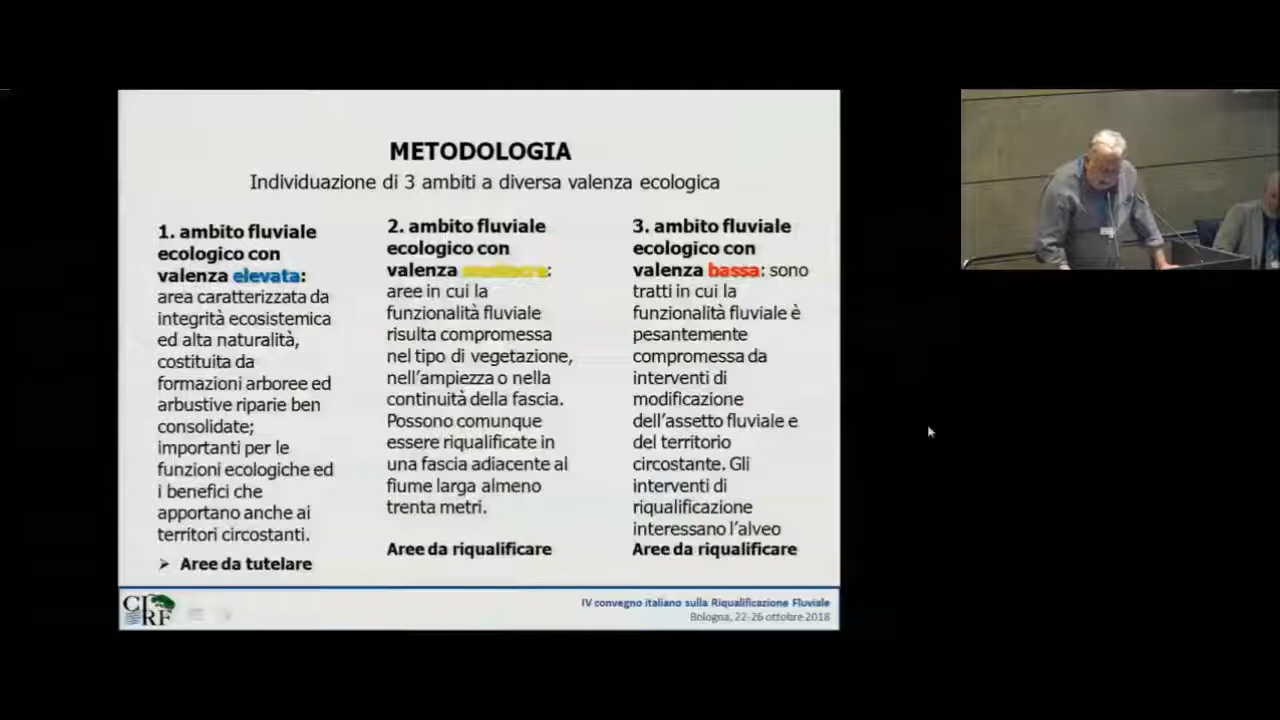 METODOLOGIA
Individuazione di 3 ambiti a diversa valenza ecologica
1. ambito fluviale
ecologico con
valenza elevata:
area caratterizzata da
integrità ecosistemica
ed alta naturalità,
costituita da
formazioni arboree ed
arbustive riparie ben
consolidate;
importanti per le
funzioni ecologiche ed
i benefici che
apportano anche ai
territori circostanti.
➢ Aree da tutelare
2. ambito fluviale
ecologico con
valenza mediocre:
aree in cui la
funzionalità fluviale
risulta compromessa
nel tipo di vegetazione,
nell'ampiezza o nella
continuità della fascia.
Possono comunque
essere riqualificate in
una fascia adiacente al
fiume larga almeno
trenta metri.
Aree da riqualificare
3. ambito fluviale
ecologico con
valenza bassa: sono
tratti in cui la
funzionalità fluviale è
pesantemente
compromessa da
interventi di
modificazione
dell'assetto fluviale e
del territorio
circostante. Gli
interventi di
riqualificazione
interessano l'alveo
Aree da riqualificare
CIRF
IV convegno italiano sulla Riqualificazione Fluviale
Bologna, 22-26 ottobre 2018